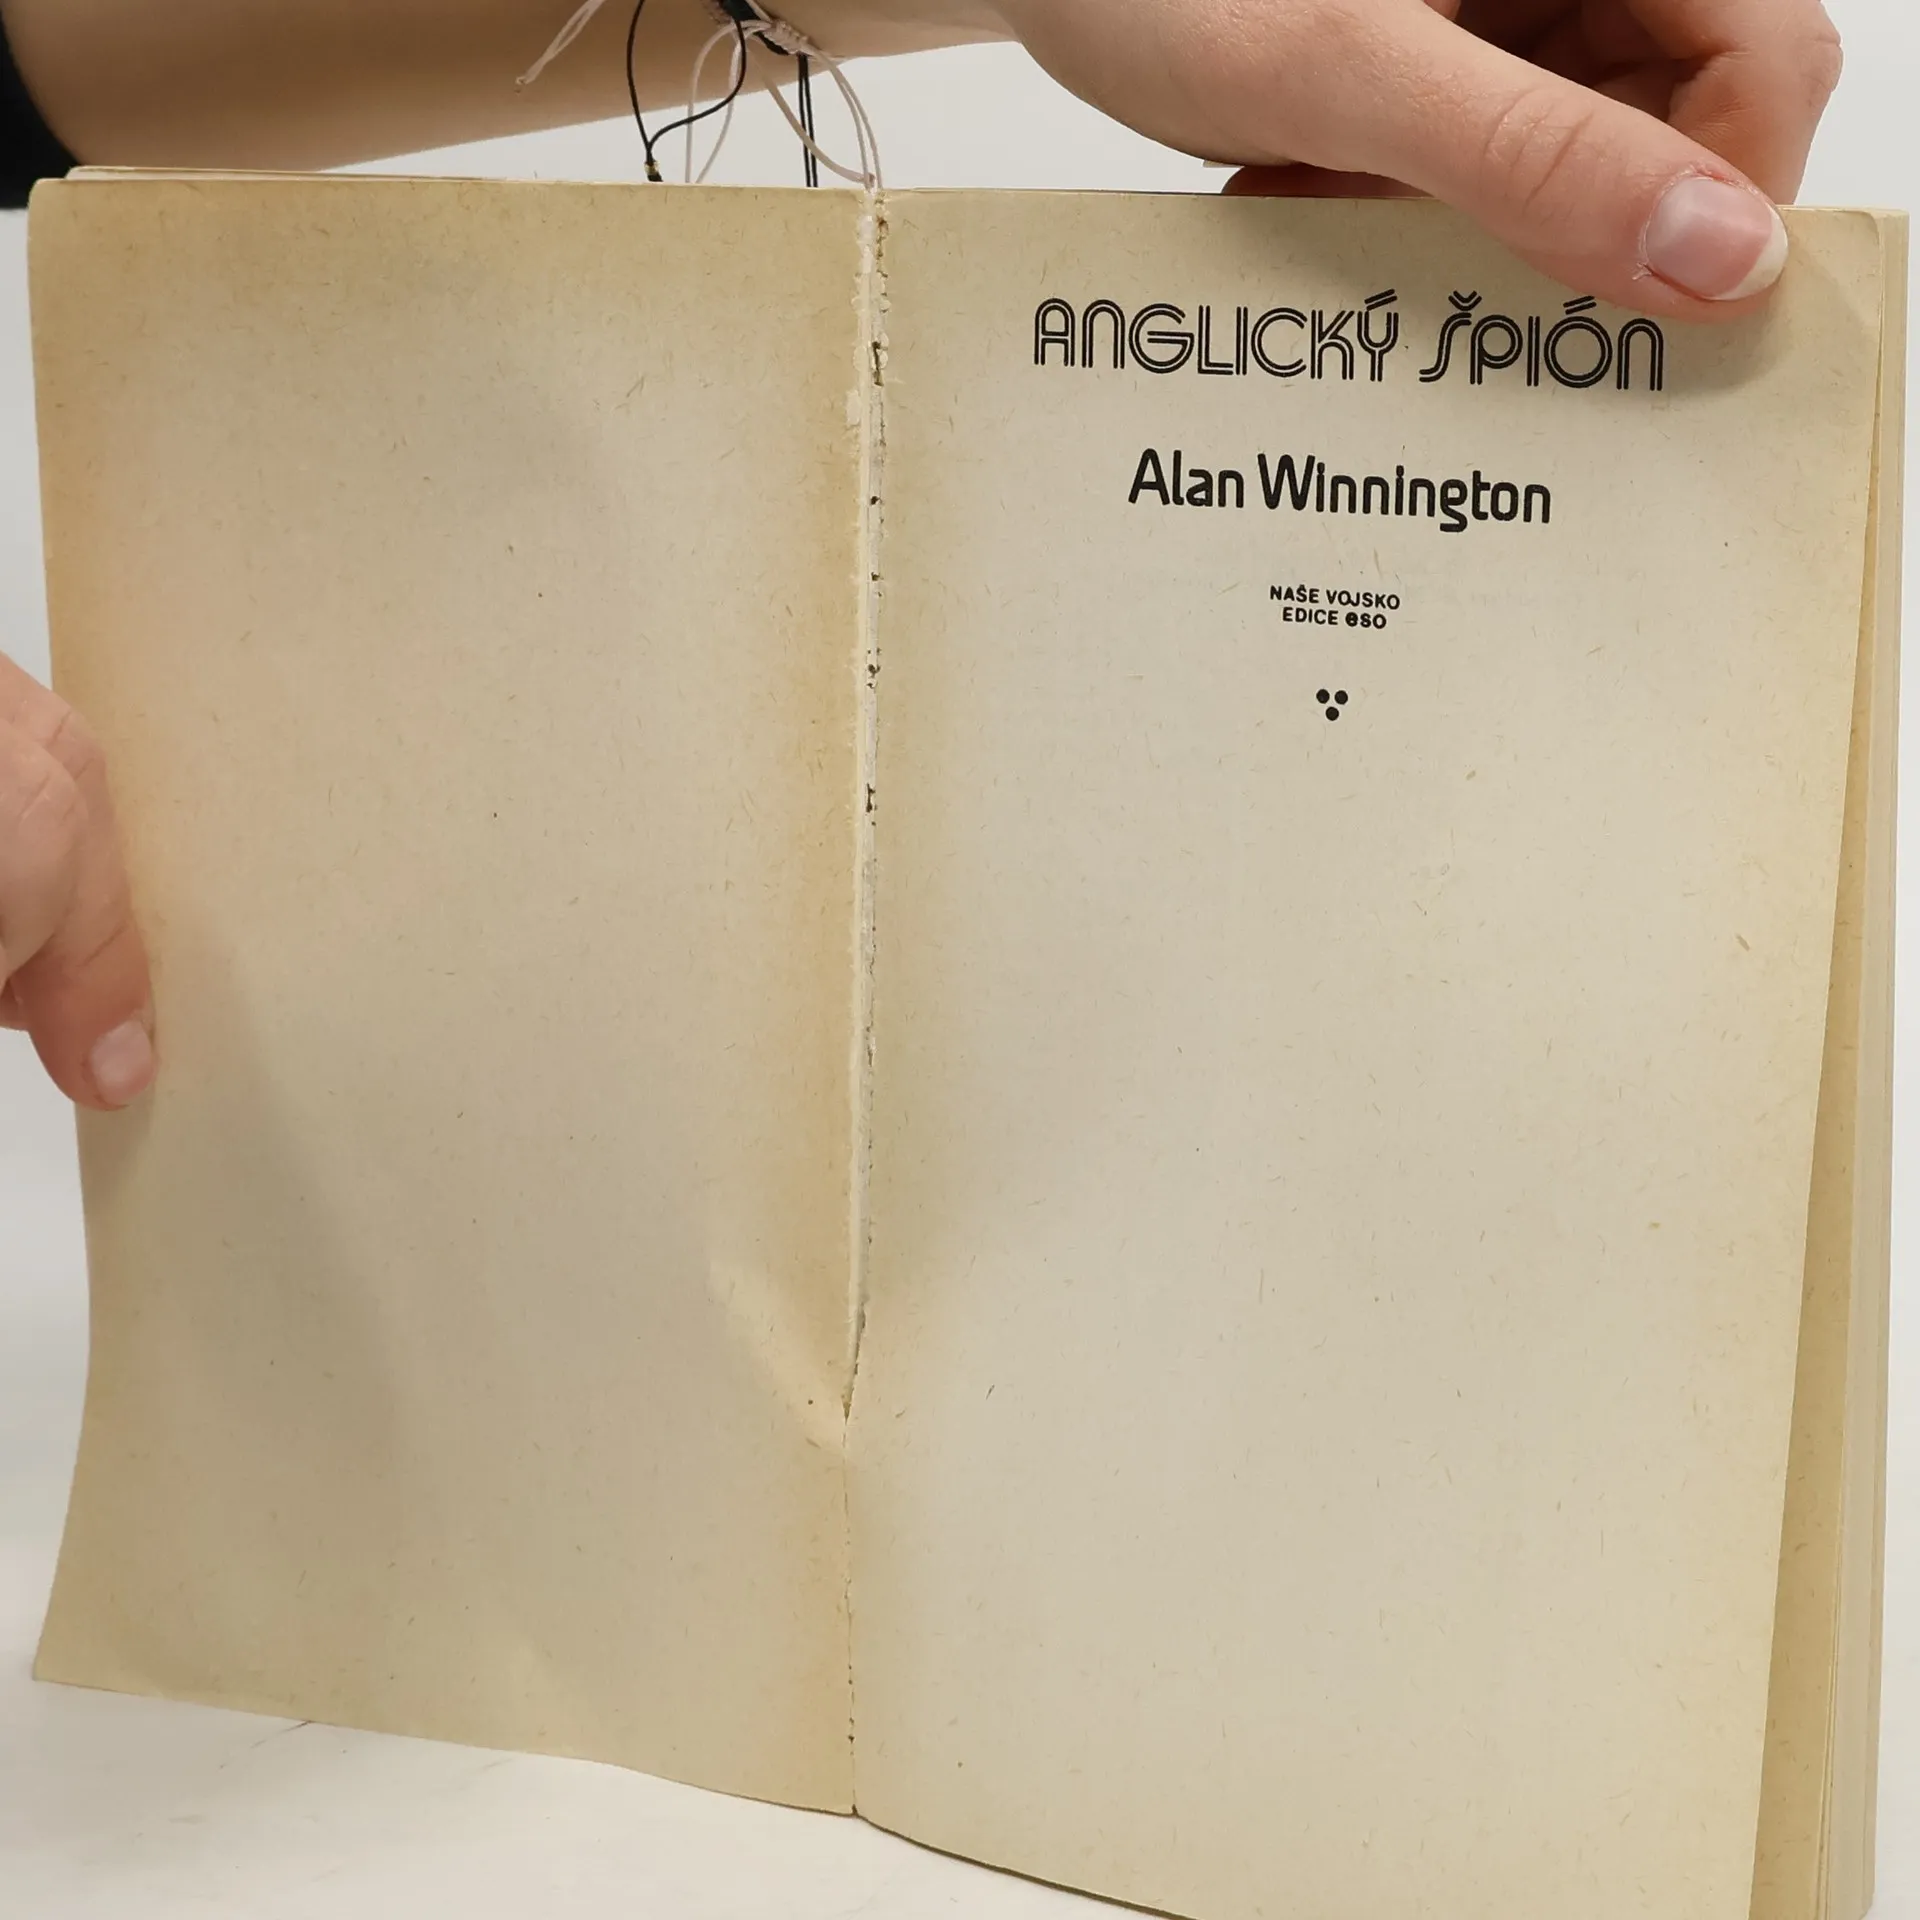 ANGLICKÝ ŠPIÓN
Alan Winnington
NAŠE VOJSKO
EDICE eso